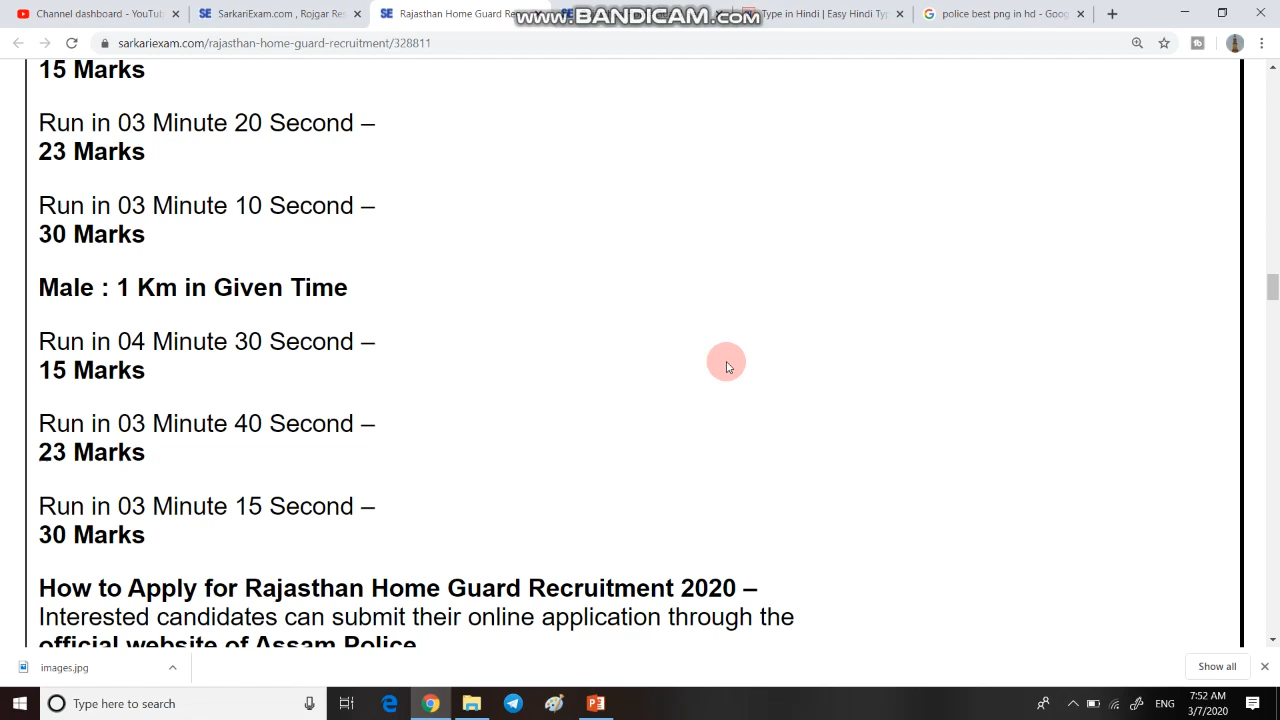 Channel dashboard - YouTub
SarkariExam.com , Rojgar Res
Rajasthan Home Guard Re
Type in Hindi | Easy Hindi Typ
police best png in hd - Goog
www.BANDICAM.com
sarkariexam.com/rajasthan-home-guard-recruitment/328811
15 Marks
Run in 03 Minute 20 Second –
23 Marks
Run in 03 Minute 10 Second –
30 Marks
Male : 1 Km in Given Time
Run in 04 Minute 30 Second –
15 Marks
Run in 03 Minute 40 Second –
23 Marks
Run in 03 Minute 15 Second –
30 Marks
How to Apply for Rajasthan Home Guard Recruitment 2020 –
Interested candidates can submit their online application through the
official website of Assam Police
images.jpg
Show all
Type here to search
ENG
7:52 AM
3/7/2020